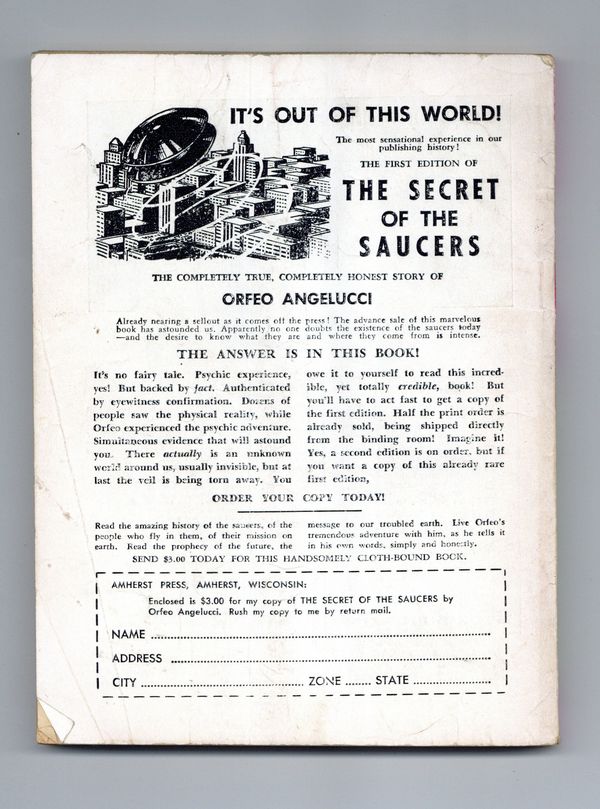 IT'S OUT OF THIS WORLD!
The most sensational experience in our
publishing history!
THE FIRST EDITION OF
THE SECRET
OF THE
SAUCERS
THE COMPLETELY TRUE, COMPLETELY HONEST STORY OF
ORFEO ANGELUCCI
Already nearing a sellout as it comes off the press! The advance sale of this marvelous
book has astounded us. Apparently no one doubts the existence of the saucers today
—and the desire to know what they are and where they come from is intense.
THE ANSWER IS IN THIS BOOK!
It's no fairy tale. Psychic experience,
yes! But backed by fact. Authenticated
by eyewitness confirmation. Dozens of
people saw the physical reality, while
Orfeo experienced the psychic adventure.
Simultaneous evidence that will astound
you. There actually is an unknown
world around us, usually invisible, but at
last the veil is being torn away. You
owe it to yourself to read this incred-
ible, yet totally credible, book! But
you'll have to act fast to get a copy of
the first edition. Half the print order is
already sold, being shipped directly
from the binding room! Imagine it!
Yes, a second edition is on order, but if
you want a copy of this already rare
first edition,
ORDER YOUR COPY TODAY!
Read the amazing history of the saucers, of the
people who fly in them, of their mission on
earth. Read the prophecy of the future, the
message to our troubled earth. Live Orfeo's
tremendous adventure with him, as he tells it
in his own words, simply and honestly.
SEND $3.00 TODAY FOR THIS HANDSOMELY CLOTH-BOUND BOOK.
AMHERST PRESS, AMHERST, WISCONSIN:
Enclosed is $3.00 for my copy of THE SECRET OF THE SAUCERS by
Orfeo Angelucci. Rush my copy to me by return mail.
NAME
ADDRESS
CITY ZONE STATE